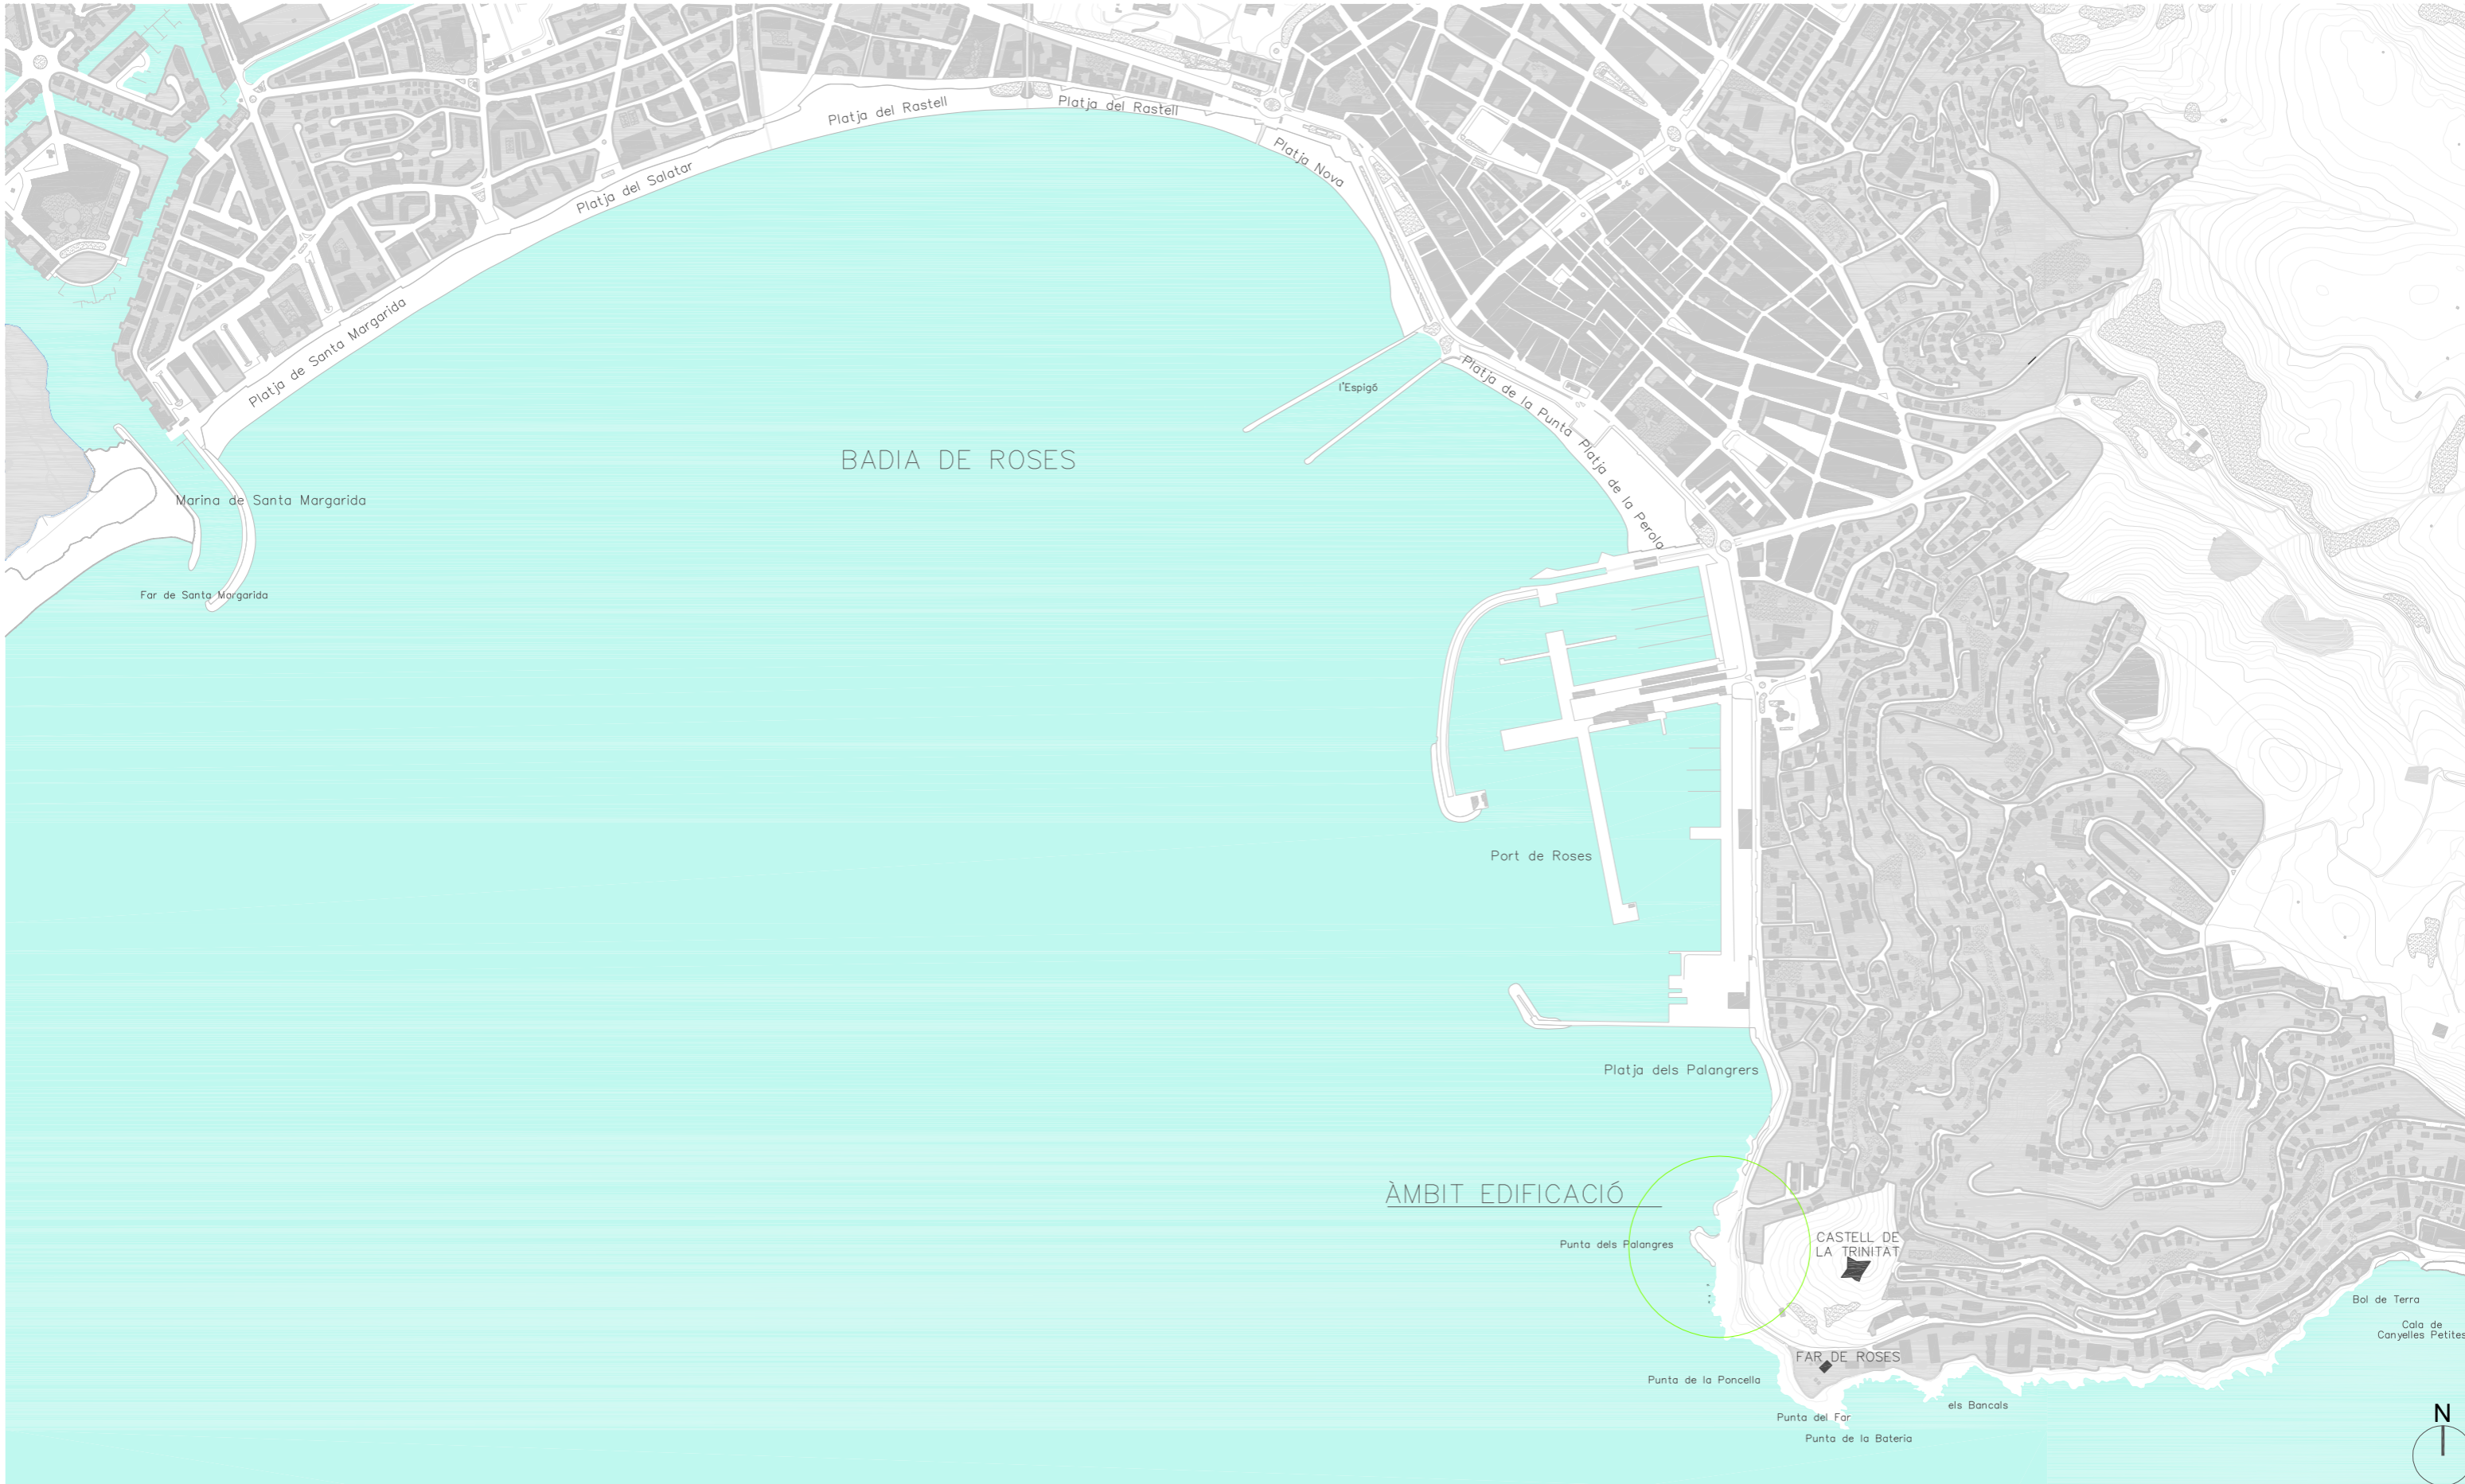 Platja del Rastell
Platja del Rastell
Platja Nova
Platja del Salatar
Platja de Santa Margarida
l'Espigó
Platja de la Punta
Platja de la Perola
BADIA DE ROSES
Marina de Santa Margarida
Far de Santa Margarida
Port de Roses
Platja dels Palangrers
ÀMBIT EDIFICACIÓ
Punta dels Palangres
CASTELL DE
LA TRINITAT
Bol de Terra
Cala de
Canyelles Petites
FAR DE ROSES
Punta de la Poncella
els Bancals
Punta del Far
Punta de la Bateria
N